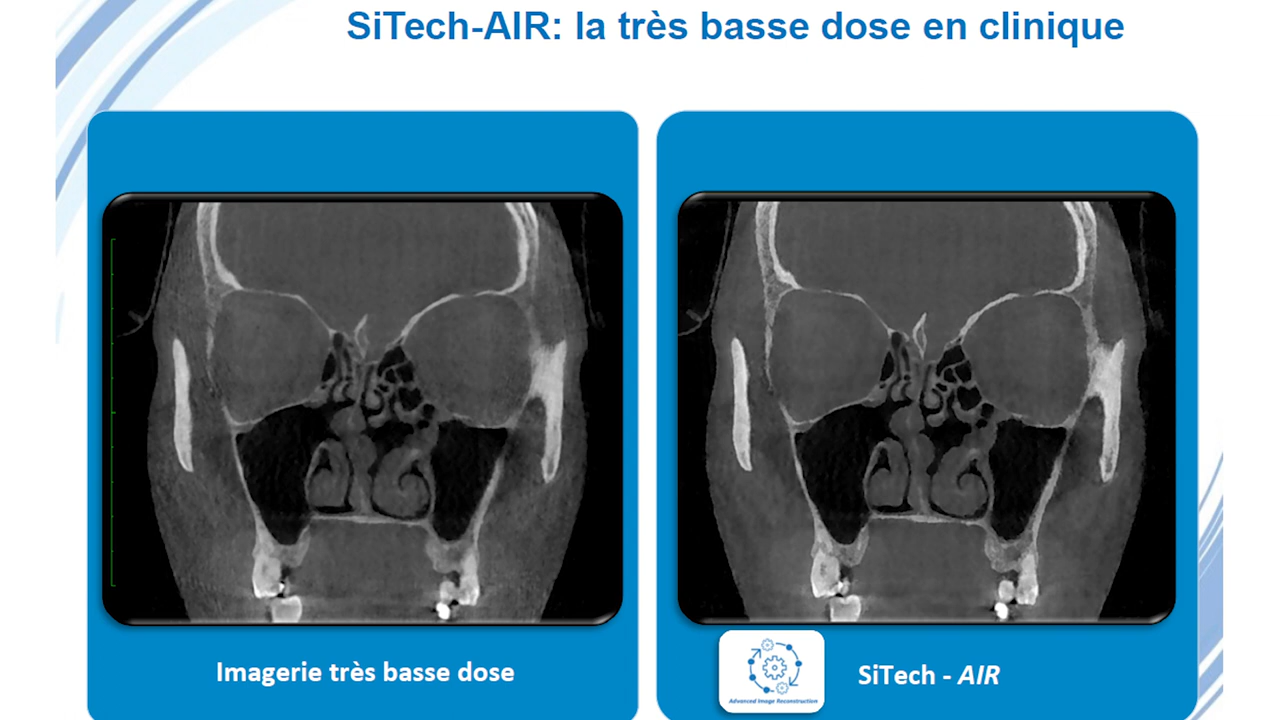 SiTech-AIR: la très basse dose en clinique
Imagerie très basse dose
Advanced Image Reconstruction
SiTech - AIR